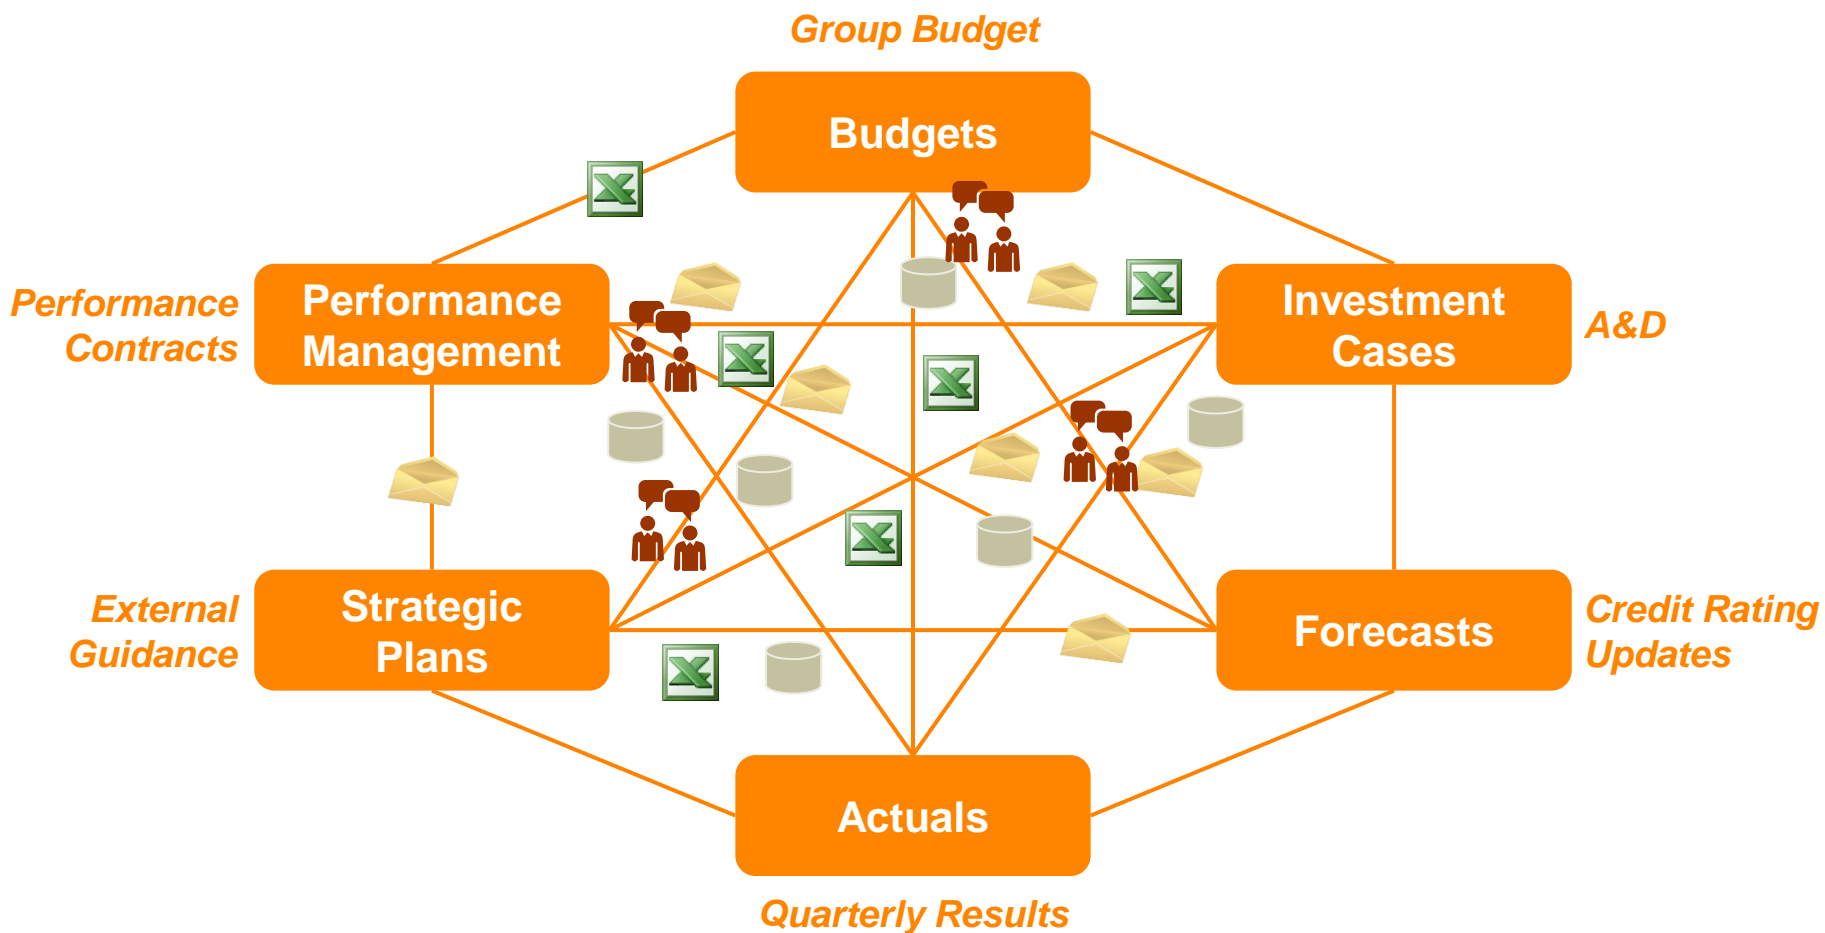 Group Budget
Budgets
Performance
Contracts
Performance
Management
Investment
Cases
A&D
External
Guidance
Strategic
Plans
Forecasts
Credit Rating
Updates
Actuals
Quarterly Results